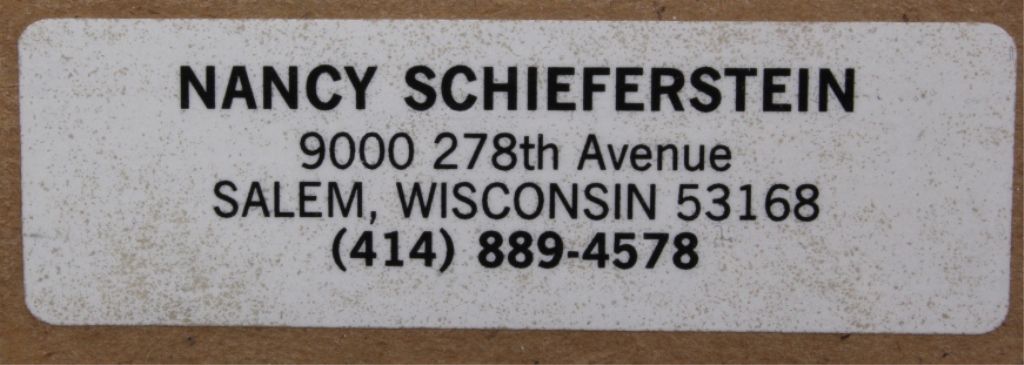 NANCY SCHIEFERSTEIN
9000 278th Avenue
SALEM, WISCONSIN 53168
(414) 889-4578